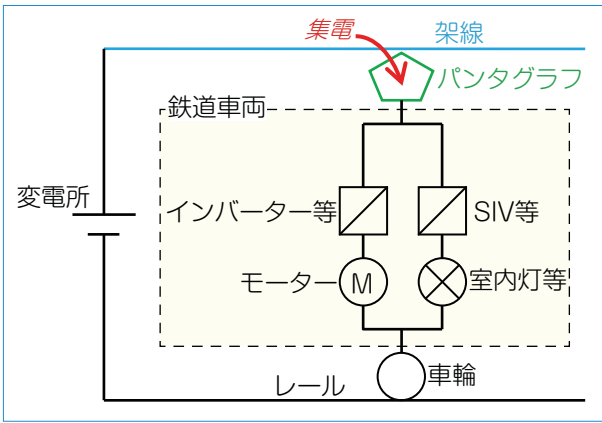 集電
架線
パンタグラフ
鉄道車両
変電所
インバーター等
SIV等
モーター
M
室内灯等
車輪
レール